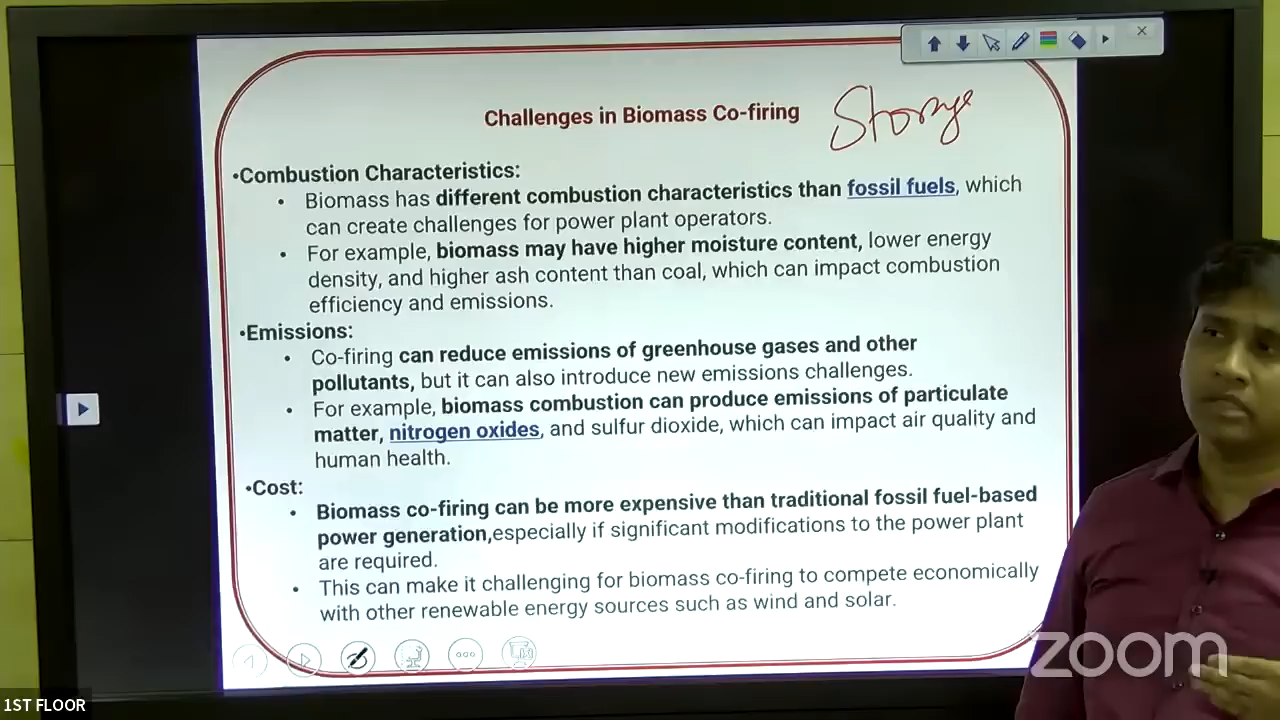 Challenges in Biomass Co-firing
Storage
•Combustion Characteristics:
• Biomass has different combustion characteristics than fossil fuels, which
can create challenges for power plant operators.
• For example, biomass may have higher moisture content, lower energy
density, and higher ash content than coal, which can impact combustion
efficiency and emissions.
•Emissions:
• Co-firing can reduce emissions of greenhouse gases and other
pollutants, but it can also introduce new emissions challenges.
• For example, biomass combustion can produce emissions of particulate
matter, nitrogen oxides, and sulfur dioxide, which can impact air quality and
human health.
•Cost:
• Biomass co-firing can be more expensive than traditional fossil fuel-based
power generation,especially if significant modifications to the power plant
are required.
• This can make it challenging for biomass co-firing to compete economically
with other renewable energy sources such as wind and solar.
zoom
1ST FLOOR